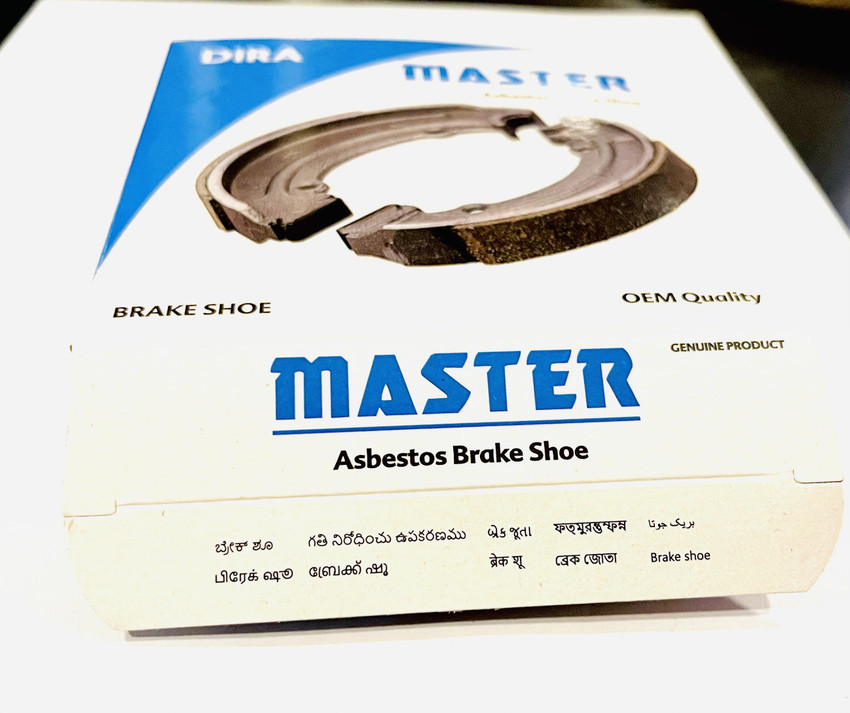 DIRA
MASTER
BRAKE SHOE
OEM Quality
GENUINE PRODUCT
MASTER
Asbestos Brake Shoe
ಬ್ರೇಕ್ ಶೂ గతి నిరోధించు ఉపకరణము બ્રેક જૂતા بریک جوتا
பிரேக் ஷூ ബ്രേക്ക് ഷൂ ब्रेक शू ব্রেক জোতা Brake shoe